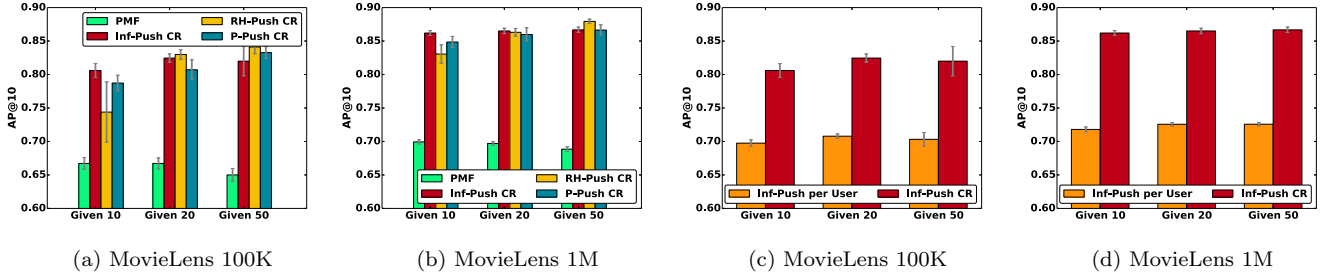 0.90
0.85
0.80
0.75
0.70
0.65
0.60
AP@10
PMF
RH-Push CR
Inf-Push CR
P-Push CR
Given 10 Given 20 Given 50
(a) MovieLens 100K
0.90
0.85
0.80
0.75
0.70
0.65
0.60
AP@10
PMF
RH-Push CR
Inf-Push CR
P-Push CR
Given 10 Given 20 Given 50
(b) MovieLens 1M
0.90
0.85
0.80
0.75
0.70
0.65
0.60
AP@10
Inf-Push per User
Inf-Push CR
Given 10 Given 20 Given 50
(c) MovieLens 100K
0.90
0.85
0.80
0.75
0.70
0.65
0.60
AP@10
Inf-Push per User
Inf-Push CR
Given 10 Given 20 Given 50
(d) MovieLens 1M